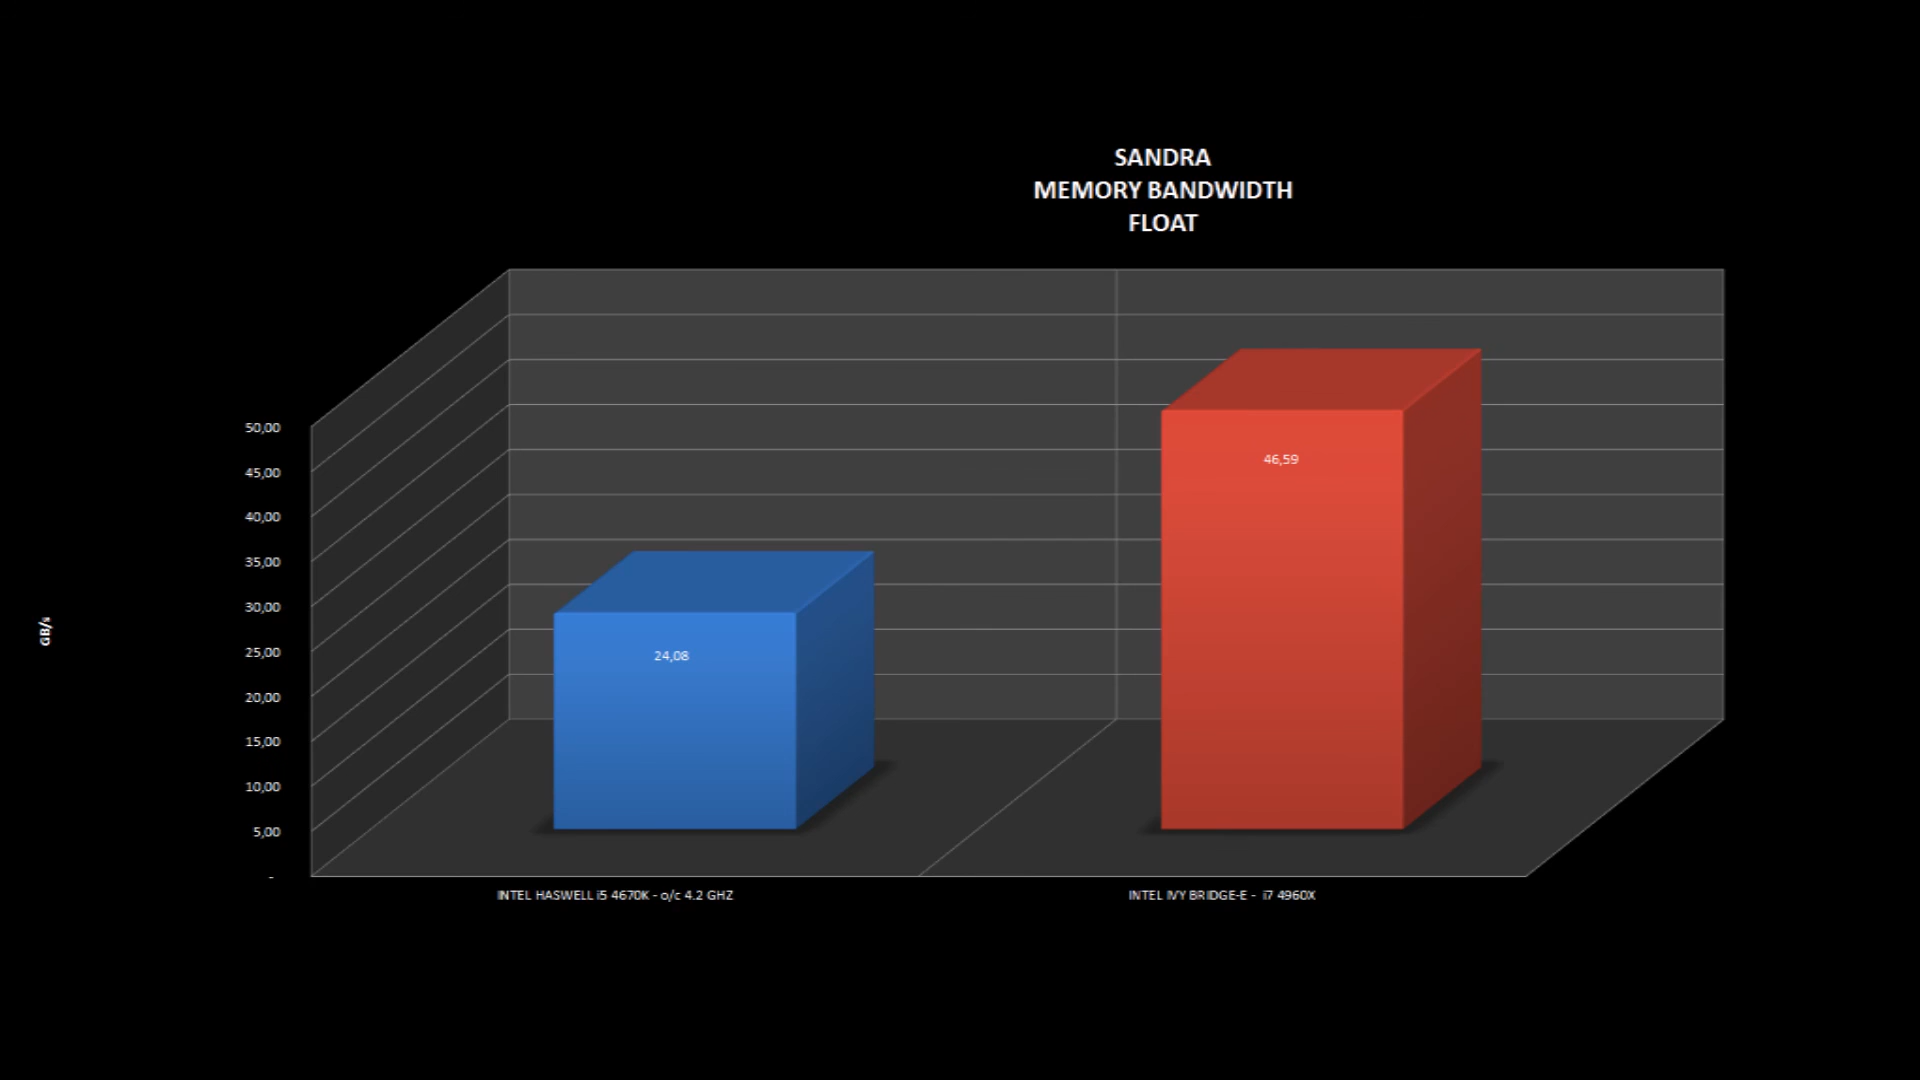 SANDRA
MEMORY BANDWIDTH
FLOAT
50,00
45,00
40,00
35,00
30,00
25,00
20,00
15,00
10,00
5,00
-
GB/s
24,08
46,59
INTEL HASWELL i5 4670K - o/c 4.2 GHZ
INTEL IVY BRIDGE-E - i7 4960X